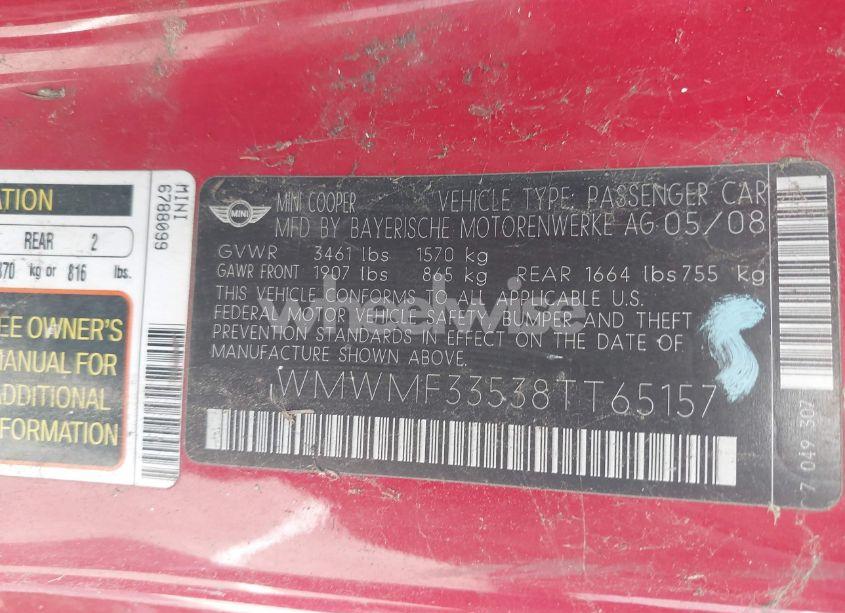 ATION
REAR 2
370 kg or 816 lbs.
EE OWNER'S
MANUAL FOR
ADDITIONAL
FORMATION
MINI
6788099
MINI
MINI COOPER VEHICLE TYPE: PASSENGER CAR
MFD BY BAYERISCHE MOTORENWERKE AG 05/08
GVWR 3461 lbs 1570 kg
GAWR FRONT 1907 lbs 865 kg REAR 1664 lbs 755 kg
THIS VEHICLE CONFORMS TO ALL APPLICABLE U.S.
FEDERAL MOTOR VEHICLE SAFETY BUMPER AND THEFT
PREVENTION STANDARDS IN EFFECT ON THE DATE OF
MANUFACTURE SHOWN ABOVE.
WMWMF33538TT65157
7 049 307
S
wheelwise